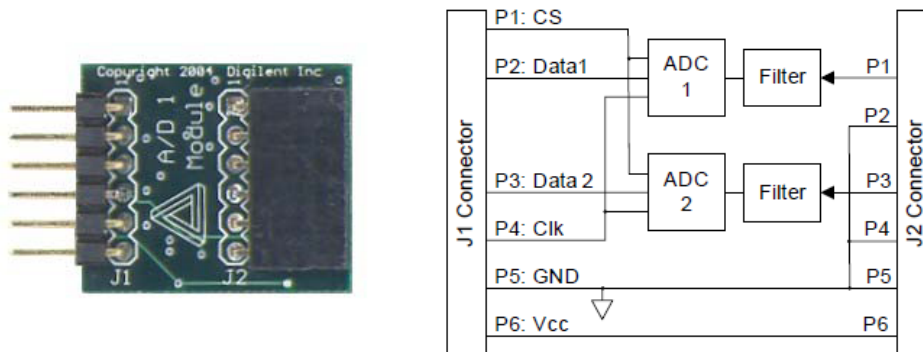 Copyright 2004 Digilent Inc
A/D 1
Module
J1
J2
J1 Connector
P1: CS
P2: Data1
P3: Data 2
P4: Clk
P5: GND
P6: Vcc
ADC
1
Filter
ADC
2
Filter
P1
P2
P3
P4
P5
P6
J2 Connector